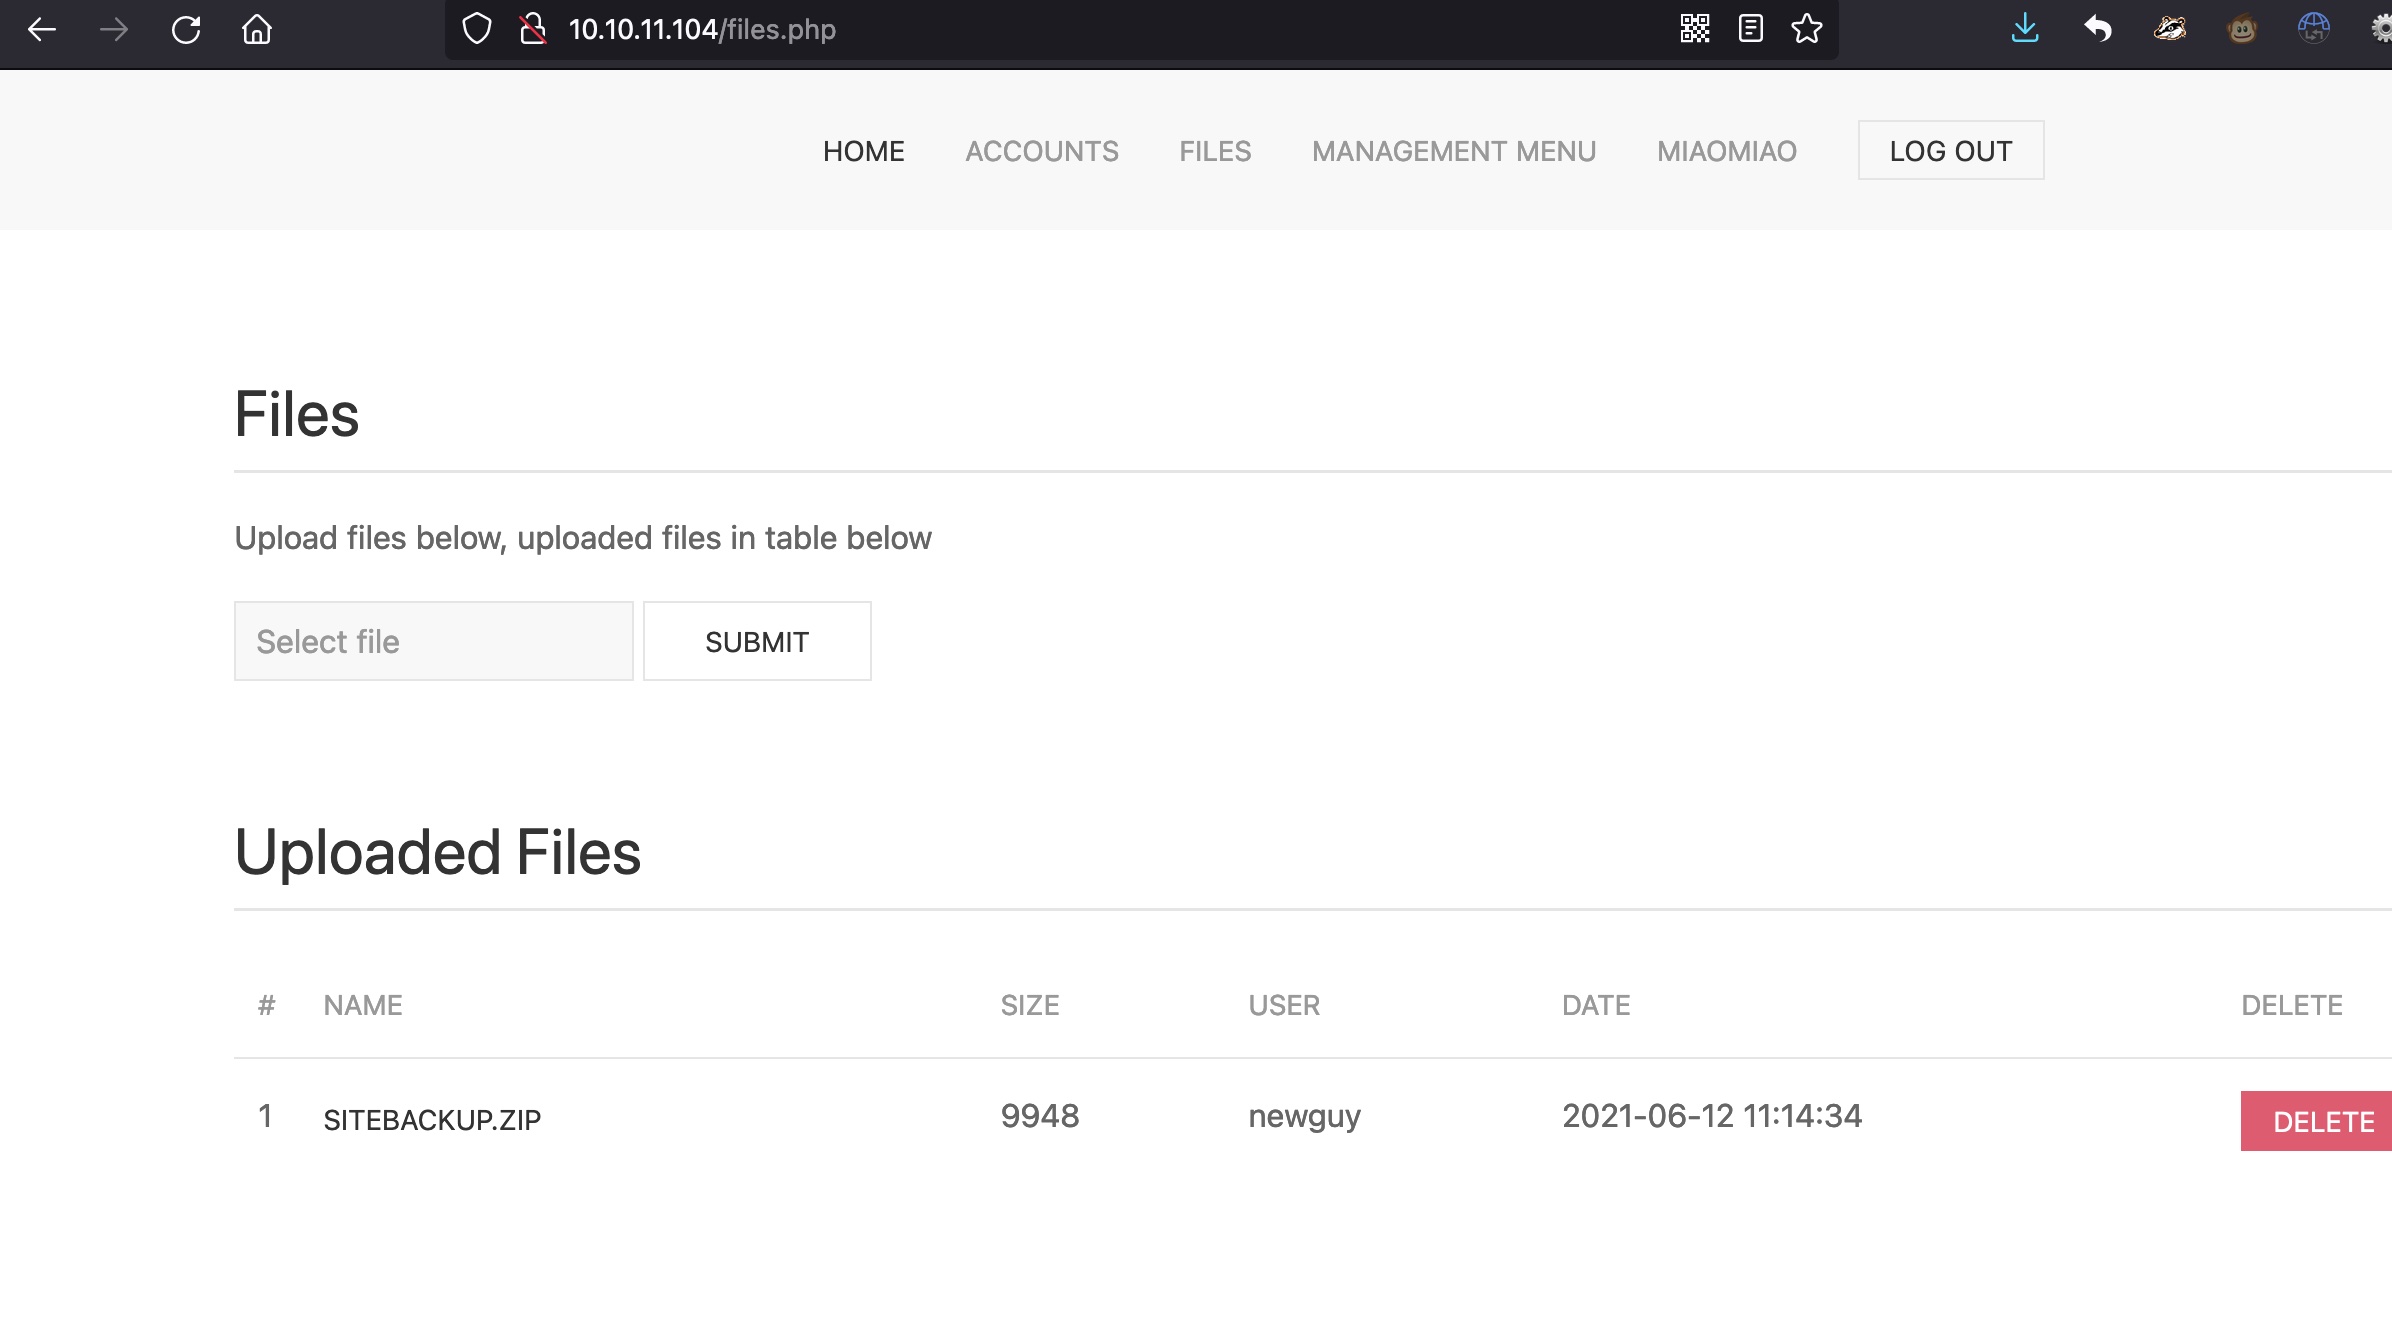 10.10.11.104/files.php
HOME ACCOUNTS FILES MANAGEMENT MENU MIAOMIAO LOG OUT
Files
Upload files below, uploaded files in table below
Select file SUBMIT
Uploaded Files
# NAME SIZE USER DATE DELETE
1 SITEBACKUP.ZIP 9948 newguy 2021-06-12 11:14:34 DELETE